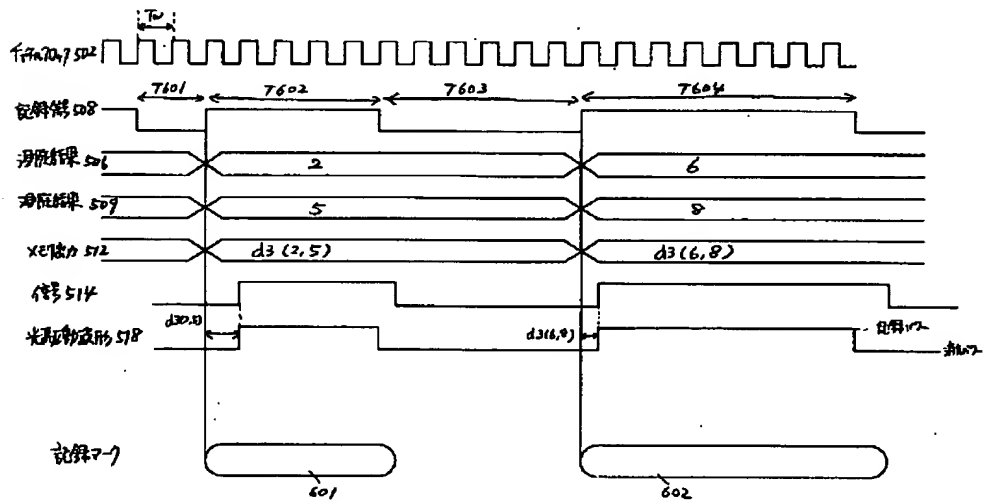 Tw
チャネルクロック502
T601 T602 T603 T604
記録信号508
測定結果506 2 6
測定結果509 5 8
メモリ出力512 d3(2,5) d3(6,8)
信号514
d3(2,5) d3(6,8) 記録パワー
光源駆動波形518 消去パワー
記録マーク
601 602